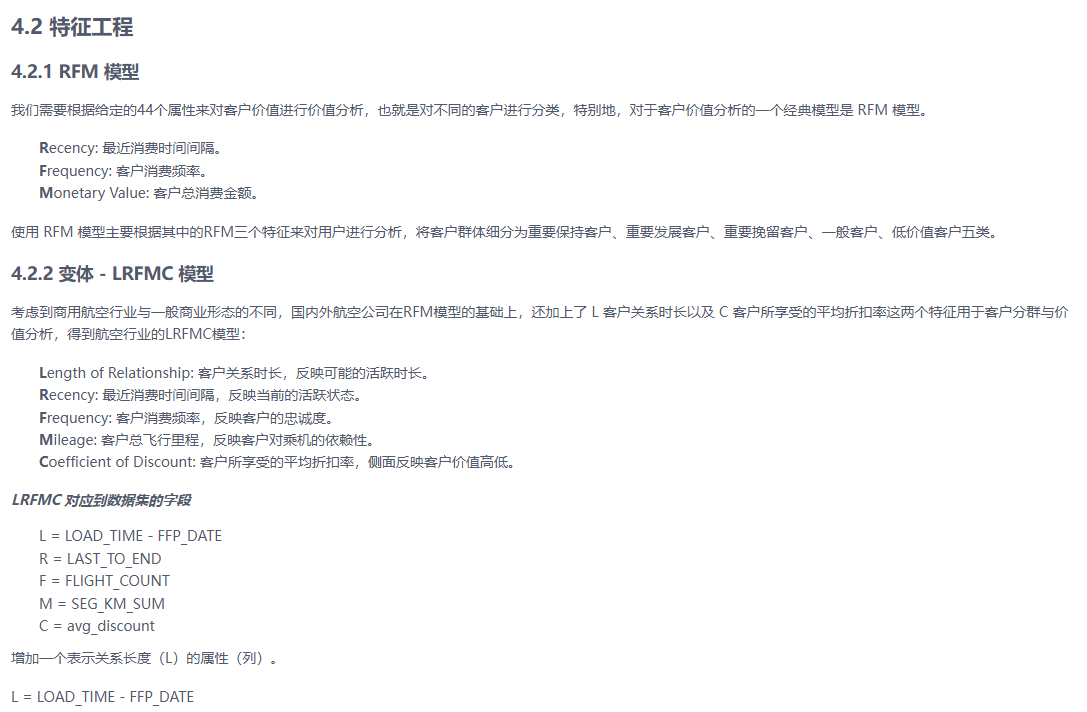 4.2 特征工程
4.2.1 RFM 模型
我们需要根据给定的44个属性来对客户价值进行价值分析，也就是对不同的客户进行分类，特别地，对于客户价值分析的一个经典模型是 RFM 模型。
Recency: 最近消费时间间隔。
Frequency: 客户消费频率。
Monetary Value: 客户总消费金额。
使用 RFM 模型主要根据其中的RFM三个特征来对用户进行分析，将客户群体细分为重要保持客户、重要发展客户、重要挽留客户、一般客户、低价值客户五类。
4.2.2 变体 - LRFMC 模型
考虑到商用航空行业与一般商业形态的不同，国内外航空公司在RFM模型的基础上，还加上了 L 客户关系时长以及 C 客户所享受的平均折扣率这两个特征用于客户分群与价
值分析，得到航空行业的LRFMC模型：
Length of Relationship: 客户关系时长，反映可能的活跃时长。
Recency: 最近消费时间间隔，反映当前的活跃状态。
Frequency: 客户消费频率，反映客户的忠诚度。
Mileage: 客户总飞行里程，反映客户对乘机的依赖性。
Coefficient of Discount: 客户所享受的平均折扣率，侧面反映客户价值高低。
LRFMC 对应到数据集的字段
L = LOAD_TIME - FFP_DATE
R = LAST_TO_END
F = FLIGHT_COUNT
M = SEG_KM_SUM
C = avg_discount
增加一个表示关系长度（L）的属性（列）。
L = LOAD_TIME - FFP_DATE